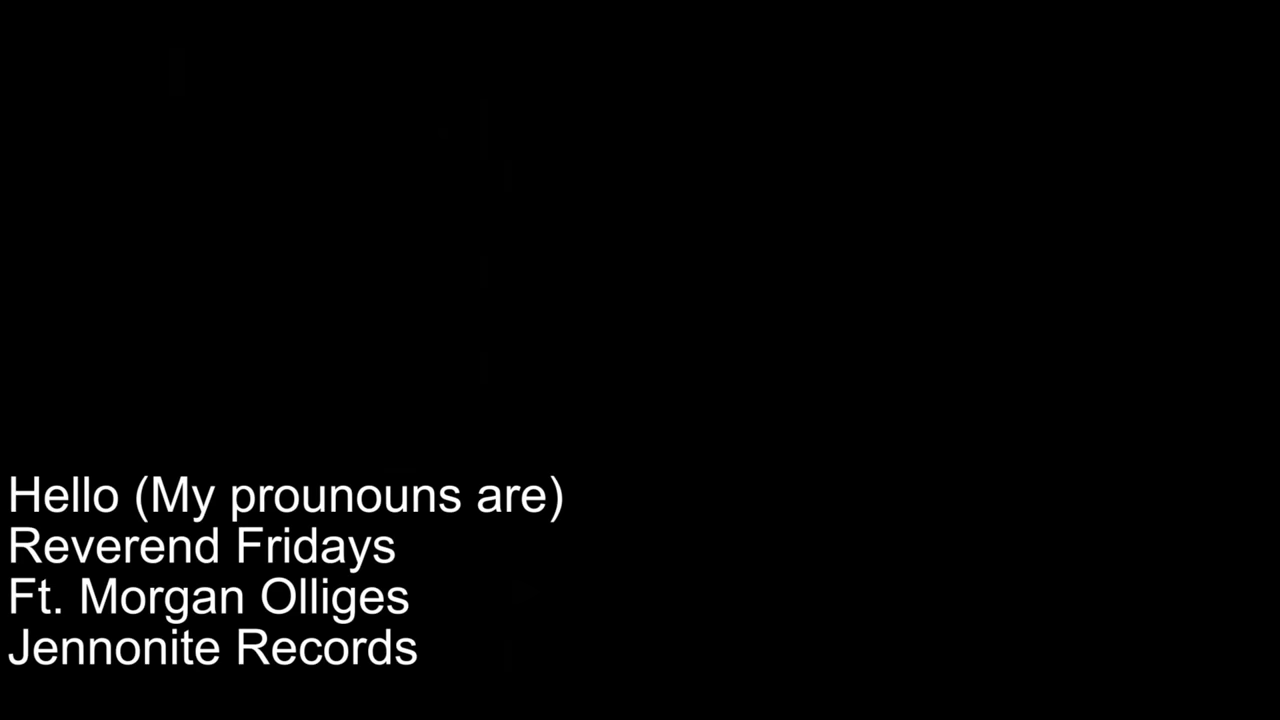 Hello (My prounouns are)
Reverend Fridays
Ft. Morgan Olliges
Jennonite Records